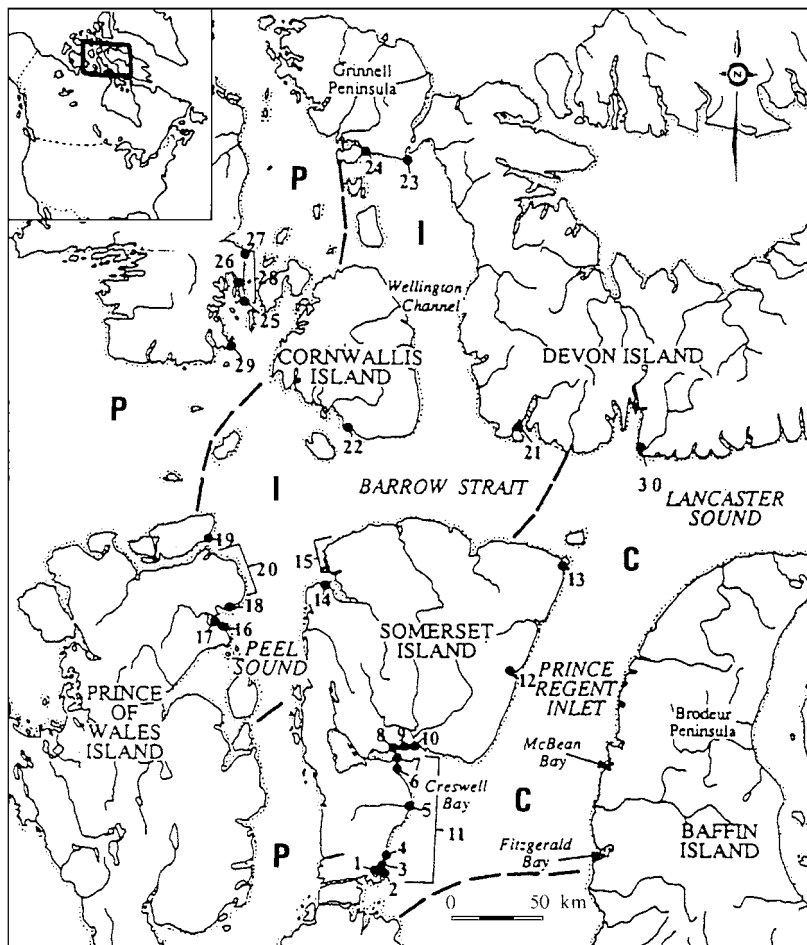 Grinnell
Peninsula
N
24
23
P
I
27
26
28
25
29
Wellington
Channel
CORNWALLIS
ISLAND
DEVON ISLAND
P
22
21
30
I
BARROW STRAIT
LANCASTER
SOUND
19
20
15
13
C
14
18
17
16
SOMERSET
ISLAND
PEEL
SOUND
12
PRINCE
REGENT
INLET
PRINCE
OF
WALES
ISLAND
Brodeur
Peninsula
8
9
10
McBean
Bay
7
6
Creswell
Bay
C
5
11
BAFFIN
ISLAND
P
4
1
3
2
Fitzgerald
Bay
0 50 km